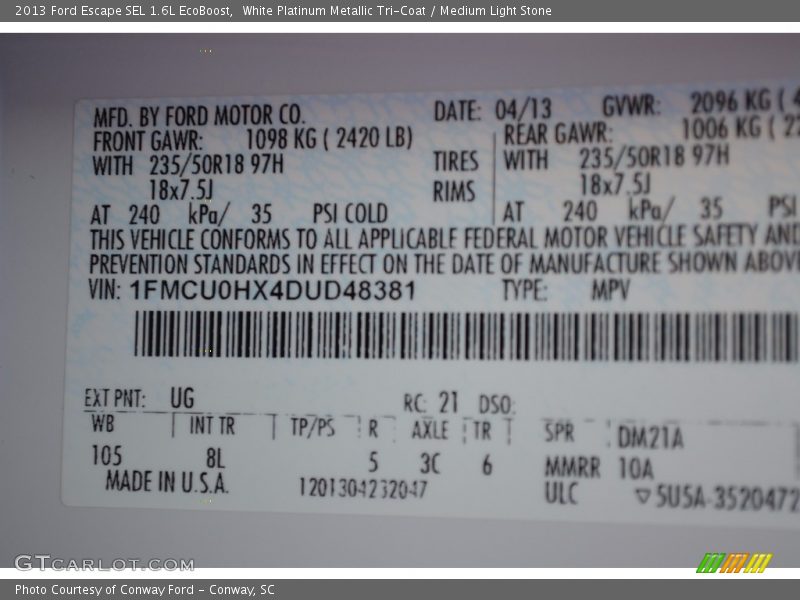 2013 Ford Escape SEL 1.6L EcoBoost, White Platinum Metallic Tri-Coat / Medium Light Stone
MFD. BY FORD MOTOR CO. DATE: 04/13 GVWR: 2096 KG ( 4
FRONT GAWR: 1098 KG ( 2420 LB) REAR GAWR: 1006 KG ( 22
WITH 235/50R18 97H TIRES WITH 235/50R18 97H
18x7.5J RIMS 18x7.5J
AT 240 kPa/ 35 PSI COLD AT 240 kPa/ 35 PSI
THIS VEHICLE CONFORMS TO ALL APPLICABLE FEDERAL MOTOR VEHICLE SAFETY AND
PREVENTION STANDARDS IN EFFECT ON THE DATE OF MANUFACTURE SHOWN ABOVE
VIN: 1FMCU0HX4DUD48381 TYPE: MPV
EXT PNT: UG RC: 21 DSO:
WB INT TR TP/PS R AXLE TR SPR DM21A
105 8L 5 3C 6 MMRR 10A
MADE IN U.S.A. 1201304232047 ULC ▽5U5A-3520472
GTCARLOT.COM
Photo Courtesy of Conway Ford - Conway, SC